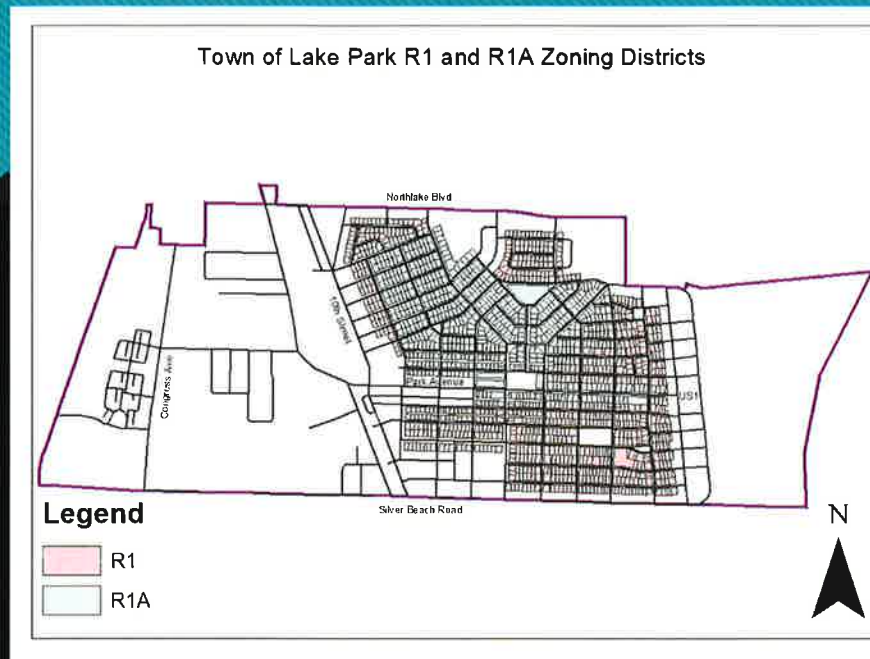 Town of Lake Park R1 and R1A Zoning Districts
Northlake Blvd
10th Street
Congress Ave
Park Avenue
US1
Silver Beach Road
Legend
R1
R1A
N